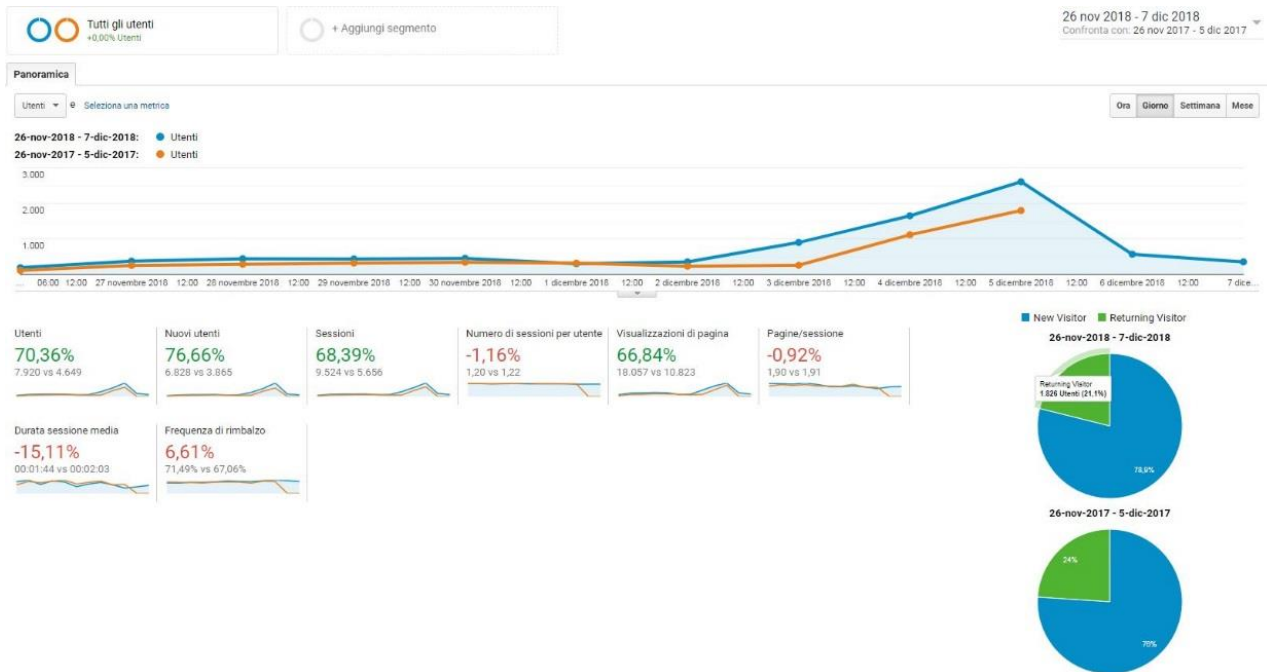 Tutti gli utenti
+0,00% Utenti
+ Aggiungi segmento
26 nov 2018 - 7 dic 2018
Confronta con: 26 nov 2017 - 5 dic 2017
Panoramica
Utenti e Seleziona una metrica
Ora Giorno Settimana Mese
26-nov-2018 - 7-dic-2018: Utenti
26-nov-2017 - 5-dic-2017: Utenti
3.000
2.000
1.000
... 06:00 12:00 27 novembre 2018 12:00 28 novembre 2018 12:00 29 novembre 2018 12:00 30 novembre 2018 12:00 1 dicembre 2018 12:00 2 dicembre 2018 12:00 3 dicembre 2018 12:00 4 dicembre 2018 12:00 5 dicembre 2018 12:00 6 dicembre 2018 12:00 7 dice...
New Visitor Returning Visitor
Utenti
70,36%
7.920 vs 4.649
Nuovi utenti
76,66%
6.828 vs 3.865
Sessioni
68,39%
9.524 vs 5.656
Numero di sessioni per utente
-1,16%
1,20 vs 1,22
Visualizzazioni di pagina
66,84%
18.057 vs 10.823
Pagine/sessione
-0,92%
1,90 vs 1,91
Durata sessione media
-15,11%
00:01:44 vs 00:02:03
Frequenza di rimbalzo
6,61%
71,49% vs 67,06%
26-nov-2018 - 7-dic-2018
Returning Visitor
1.826 Utenti (21,1%)
78,9%
26-nov-2017 - 5-dic-2017
24%
76%